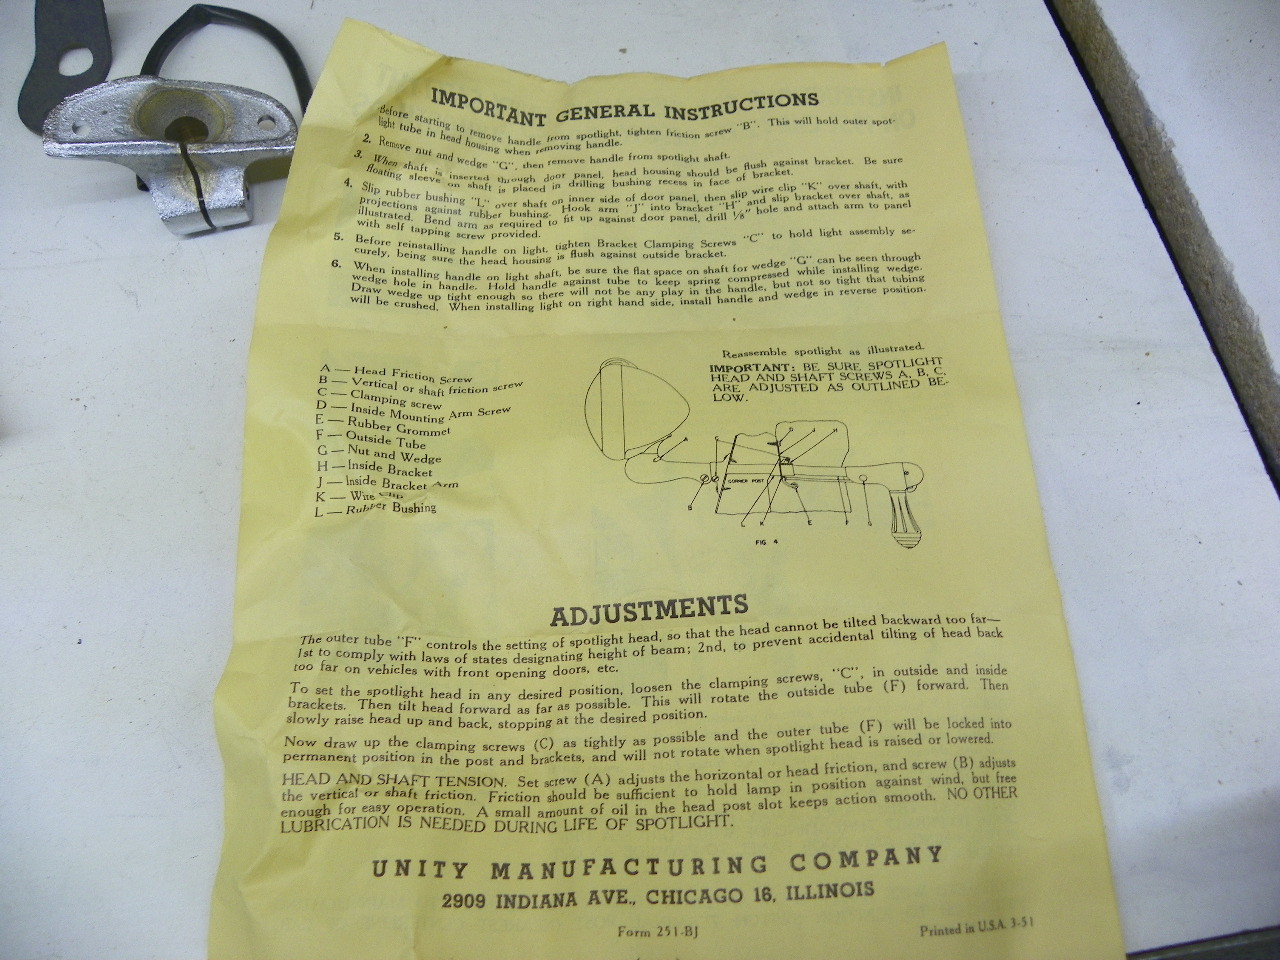 IMPORTANT GENERAL INSTRUCTIONS
Before starting to remove handle from spotlight, tighten friction screw "B". This will hold outer spot-
light tube in head housing when removing handle.
2. Remove nut and wedge "G", then remove handle from spotlight shaft.
3. When shaft is inserted through door panel, head housing should be flush against bracket. Be sure
floating sleeve on shaft is placed in drilling bushing recess in face of bracket.
4. Slip rubber bushing "L" over shaft on inner side of door panel, then slip wire clip "K" over shaft, with
projections against rubber bushing. Hook arm "J" into bracket "H" and slip bracket over shaft, as
illustrated. Bend arm as required to fit up against door panel, drill 1/8" hole and attach arm to panel
with self tapping screw provided.
5. Before reinstalling handle on light, tighten Bracket Clamping Screws "C" to hold light assembly se-
curely, being sure the head housing is flush against outside bracket.
6. When installing handle on light shaft, be sure the flat space on shaft for wedge "G" can be seen through
wedge hole in handle. Hold handle against tube to keep spring compressed while installing wedge.
Draw wedge up tight enough so there will not be any play in the handle, but not so tight that tubing
will be crushed. When installing light on right hand side, install handle and wedge in reverse position.
A — Head Friction Screw
B — Vertical or shaft friction screw
C — Clamping screw
D — Inside Mounting Arm Screw
E — Rubber Grommet
F — Outside Tube
G — Nut and Wedge
H — Inside Bracket
J — Inside Bracket Arm
K — Wire Clip
L — Rubber Bushing
Reassemble spotlight as illustrated.
IMPORTANT: BE SURE SPOTLIGHT
HEAD AND SHAFT SCREWS A, B, C,
ARE ADJUSTED AS OUTLINED BE-
LOW.
CORNER POST
B C K E F G
FIG. 4
ADJUSTMENTS
The outer tube "F" controls the setting of spotlight head, so that the head cannot be tilted backward too far—
1st to comply with laws of states designating height of beam; 2nd, to prevent accidental tilting of head back
too far on vehicles with front opening doors, etc.
To set the spotlight head in any desired position, loosen the clamping screws, "C", in outside and inside
brackets. Then tilt head forward as far as possible. This will rotate the outside tube (F) forward. Then
slowly raise head up and back, stopping at the desired position.
Now draw up the clamping screws (C) as tightly as possible and the outer tube (F) will be locked into
permanent position in the post and brackets, and will not rotate when spotlight head is raised or lowered.
HEAD AND SHAFT TENSION. Set screw (A) adjusts the horizontal or head friction, and screw (B) adjusts
the vertical or shaft friction. Friction should be sufficient to hold lamp in position against wind, but free
enough for easy operation. A small amount of oil in the head post slot keeps action smooth. NO OTHER
LUBRICATION IS NEEDED DURING LIFE OF SPOTLIGHT.
UNITY MANUFACTURING COMPANY
2909 INDIANA AVE., CHICAGO 16, ILLINOIS
Form 251-BJ
Printed in U.S.A. 3-51